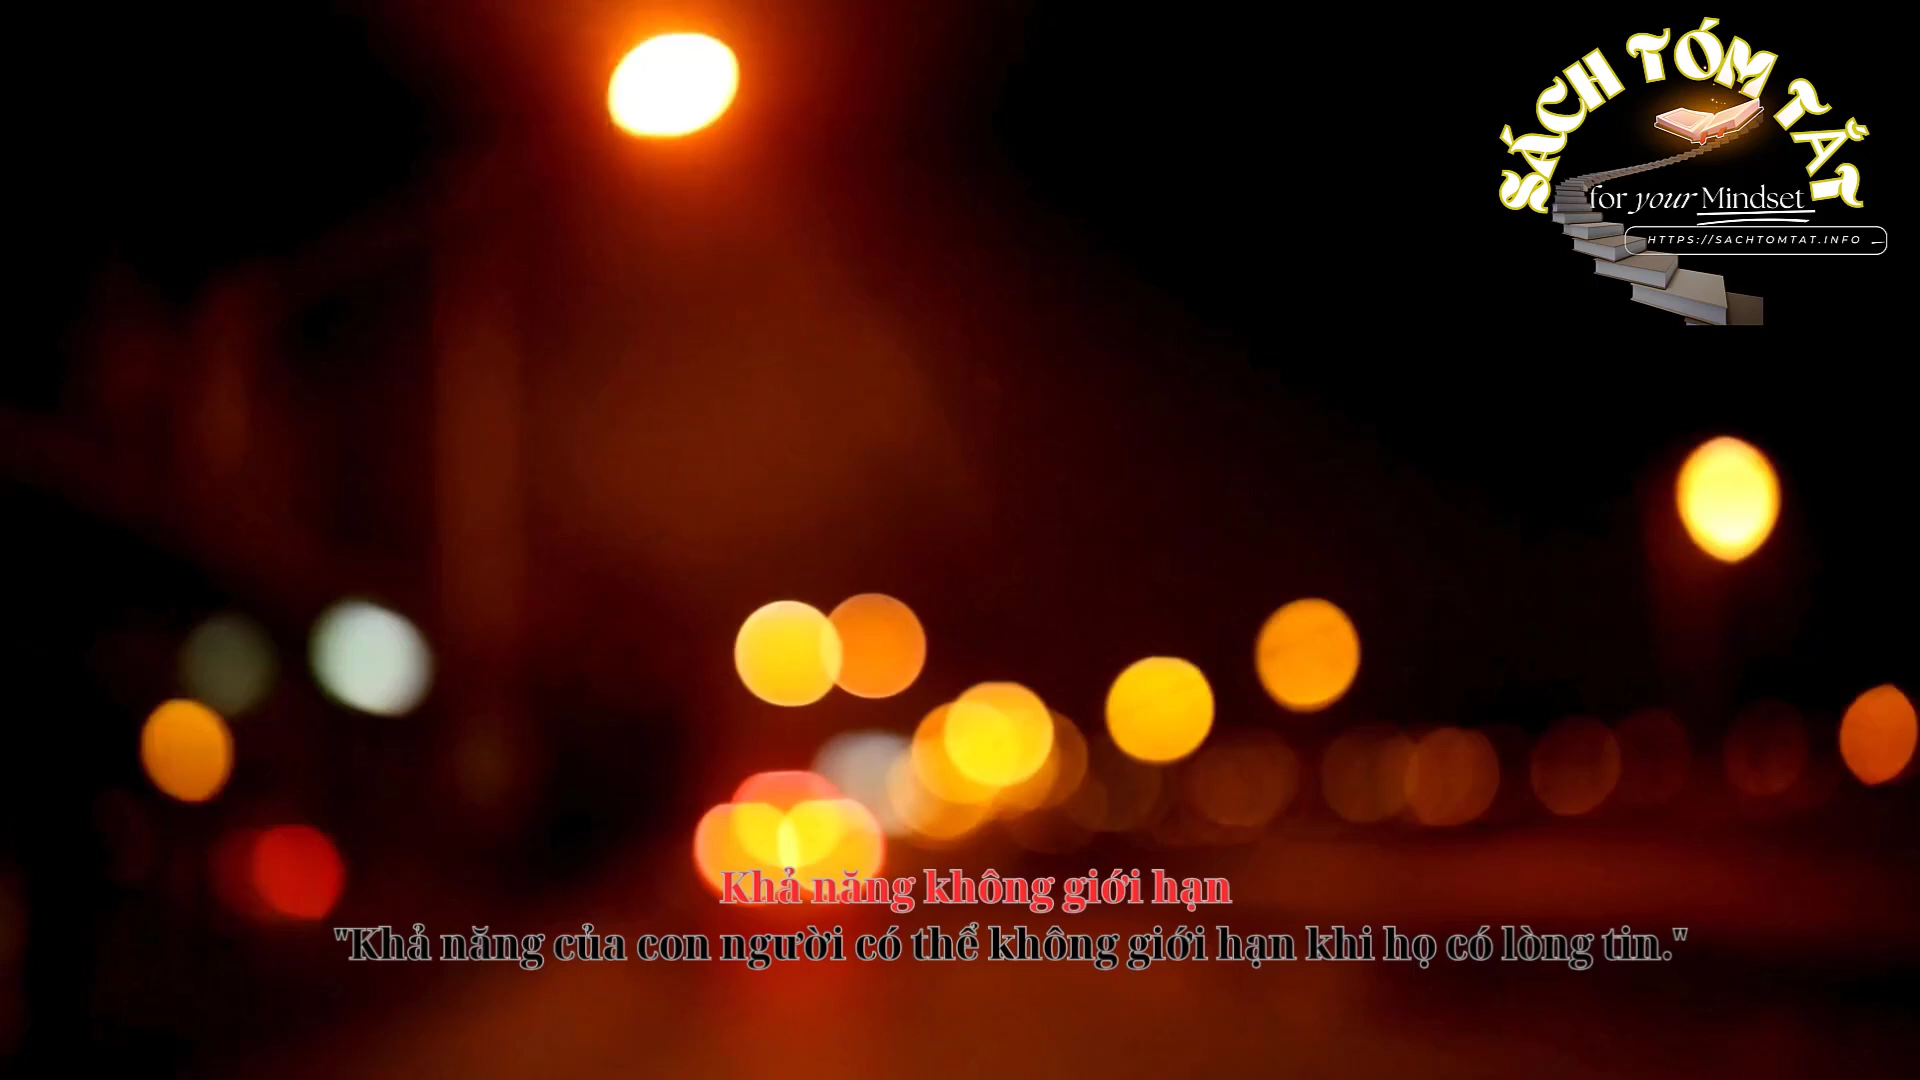 SÁCH TÓM TẮT
for your Mindset
HTTPS://SACHTOMTAT.INFO
Khả năng không giới hạn
"Khả năng của con người có thể không giới hạn khi họ có lòng tin."